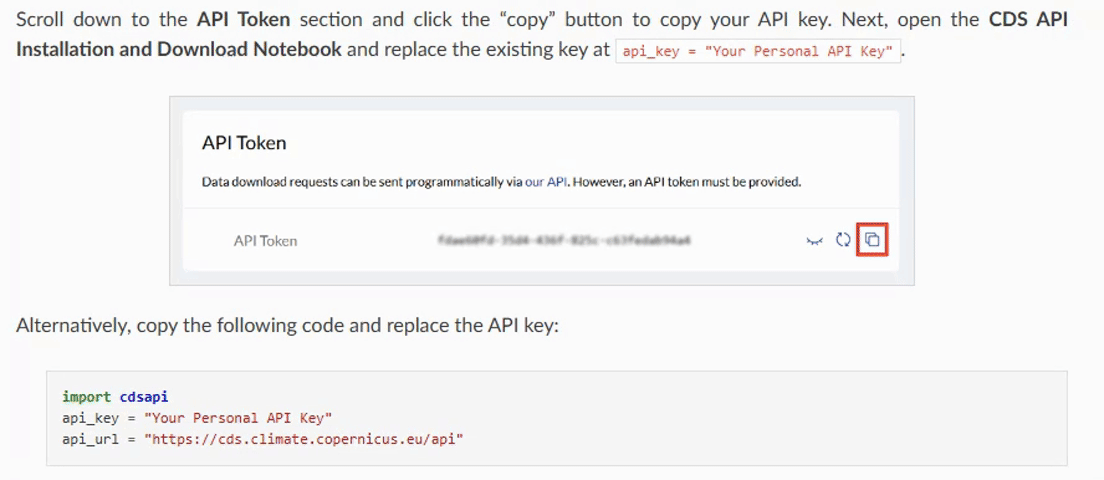 Scroll down to the API Token section and click the “copy” button to copy your API key. Next, open the CDS API
Installation and Download Notebook and replace the existing key at api_key = "Your Personal API Key" .
API Token
Data download requests can be sent programmatically via our API. However, an API token must be provided.
API Token
Alternatively, copy the following code and replace the API key:
import cdsapi
api_key = "Your Personal API Key"
api_url = "https://cds.climate.copernicus.eu/api"